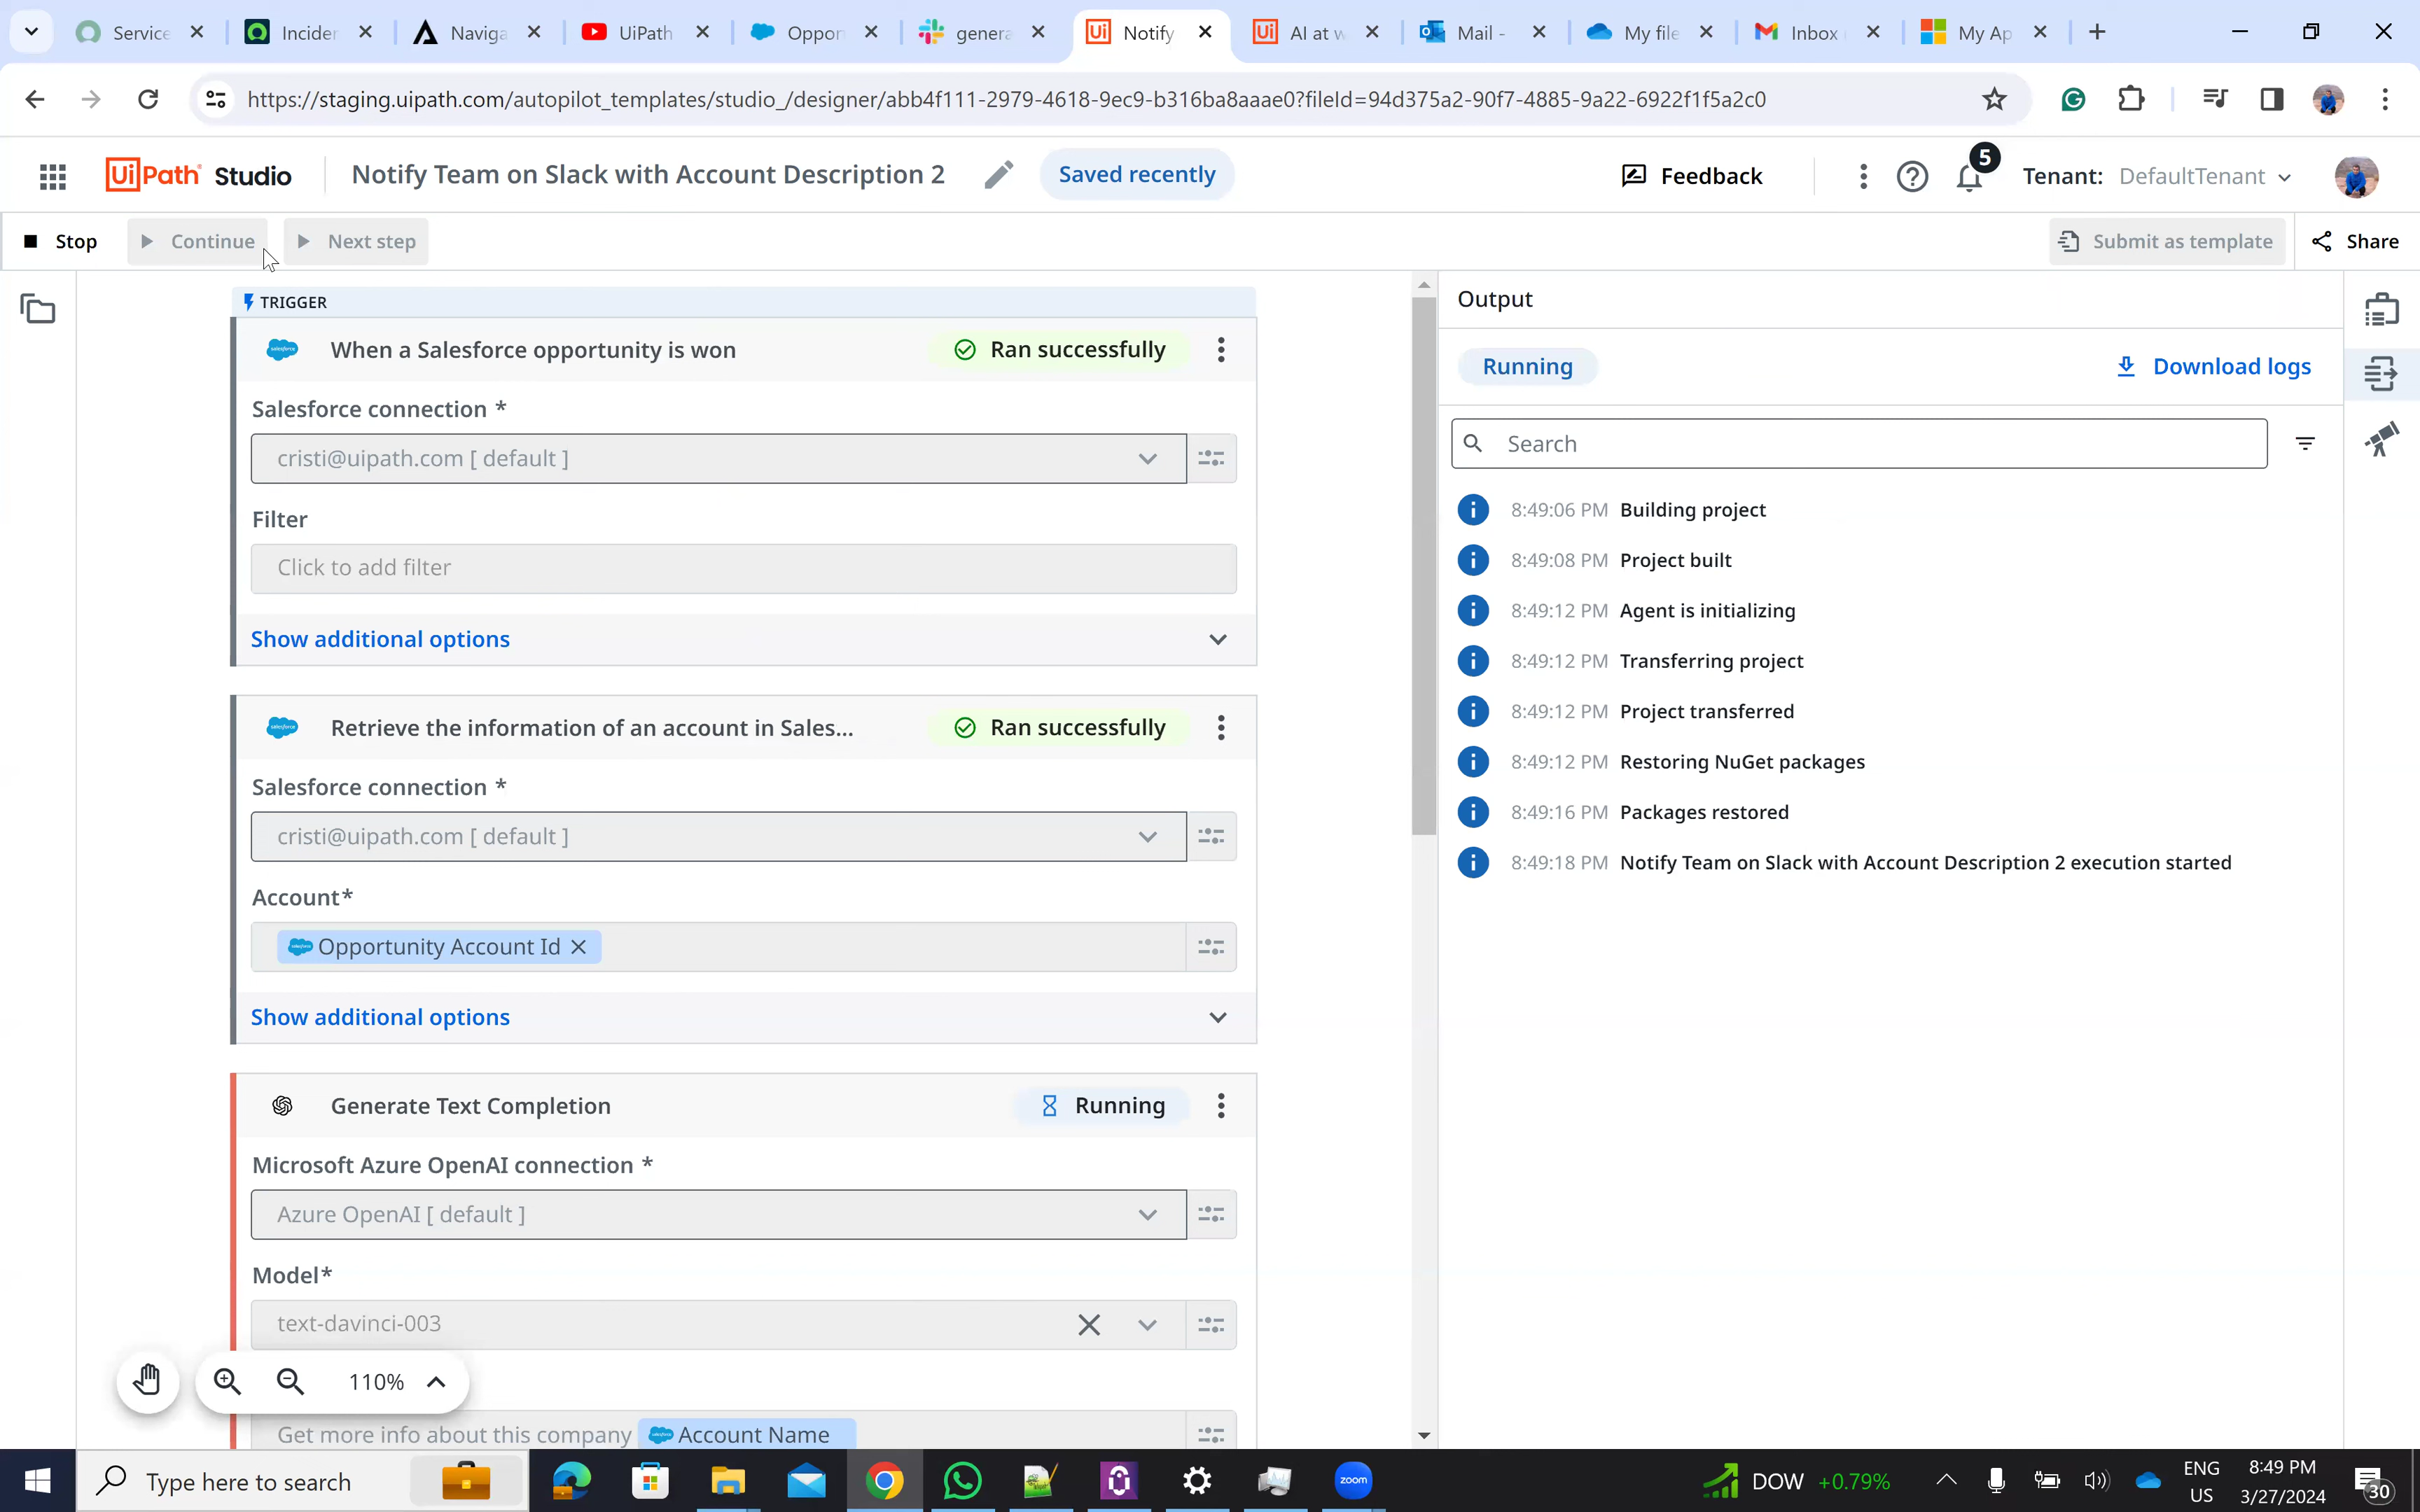 Service
Inciden
Naviga
UiPath
Oppor
genera
Notify
AI at w
Mail -
My file
Inbox
My Ap
https://staging.uipath.com/autopilot_templates/studio_/designer/abb4f111-2979-4618-9ec9-b316ba8aaae0?fileId=94d375a2-90f7-4885-9a22-6922f1f5a2c0
UiPath Studio
Notify Team on Slack with Account Description 2
Saved recently
Feedback
5
Tenant: DefaultTenant
Stop
Continue
Next step
Submit as template
Share
TRIGGER
When a Salesforce opportunity is won
Ran successfully
Salesforce connection *
cristi@uipath.com [ default ]
Filter
Click to add filter
Show additional options
Retrieve the information of an account in Sales...
Ran successfully
Salesforce connection *
cristi@uipath.com [ default ]
Account*
Opportunity Account Id
Show additional options
Generate Text Completion
Running
Microsoft Azure OpenAI connection *
Azure OpenAI [ default ]
Model*
text-davinci-003
110%
Get more info about this company Account Name
Output
Running
Download logs
Search
8:49:06 PM Building project
8:49:08 PM Project built
8:49:12 PM Agent is initializing
8:49:12 PM Transferring project
8:49:12 PM Project transferred
8:49:12 PM Restoring NuGet packages
8:49:16 PM Packages restored
8:49:18 PM Notify Team on Slack with Account Description 2 execution started
Type here to search
zoom
DOW +0.79%
ENG
US
8:49 PM
3/27/2024
30